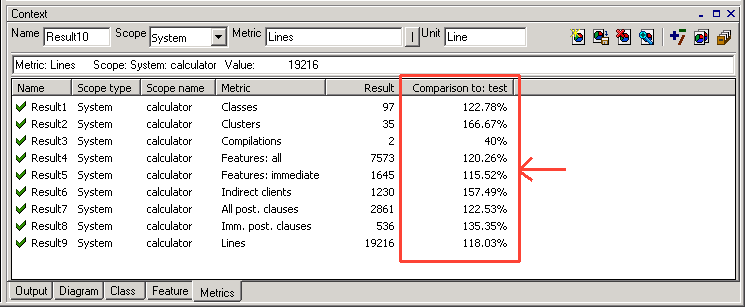 Context
Name Result10 Scope System Metric Lines Unit Line
Metric: Lines Scope: System: calculator Value: 19216
Name Scope type Scope name Metric Result Comparison to: test
Result1 System calculator Classes 97 122.78%
Result2 System calculator Clusters 35 166.67%
Result3 System calculator Compilations 2 40%
Result4 System calculator Features: all 7573 120.26%
Result5 System calculator Features: immediate 1645 115.52%
Result6 System calculator Indirect clients 1230 157.49%
Result7 System calculator All post. clauses 2861 122.53%
Result8 System calculator Imm. post. clauses 536 135.35%
Result9 System calculator Lines 19216 118.03%
Output Diagram Class Feature Metrics